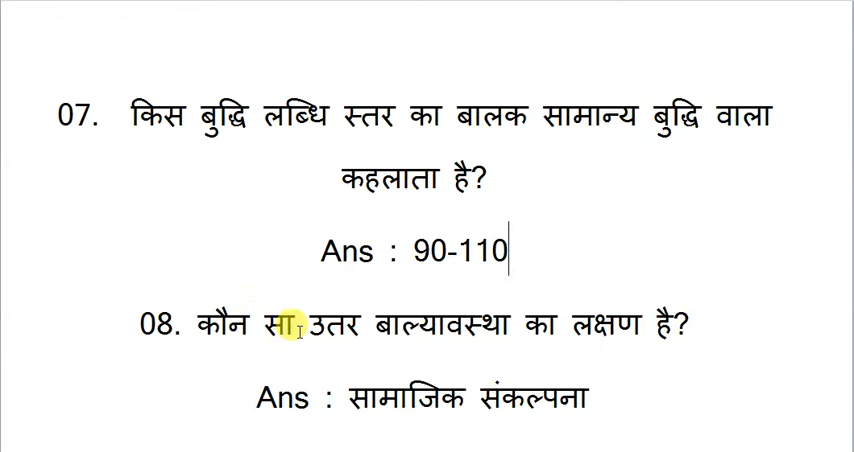 07. किस बुद्धि लब्धि स्तर का बालक सामान्य बुद्धि वाला
कहलाता है?
Ans : 90-110
08. कौन सा उतर बाल्यावस्था का लक्षण है?
Ans : सामाजिक संकल्पना